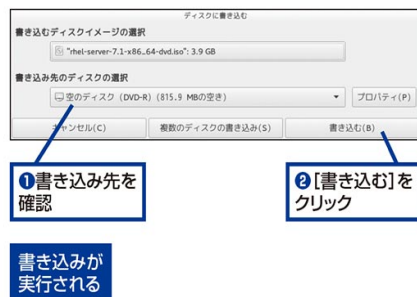 ディスクに書き込む
書き込むディスクイメージの選択
"rhel-server-7.1-x86_64-dvd.iso": 3.9 GB
書き込み先のディスクの選択
空のディスク (DVD-R) (815.9 MBの空き)
プロパティ(P)
キャンセル(C)
複数のディスクの書き込み(S)
書き込む(B)
❶書き込み先を
確認
❷[書き込む]を
クリック
書き込みが
実行される